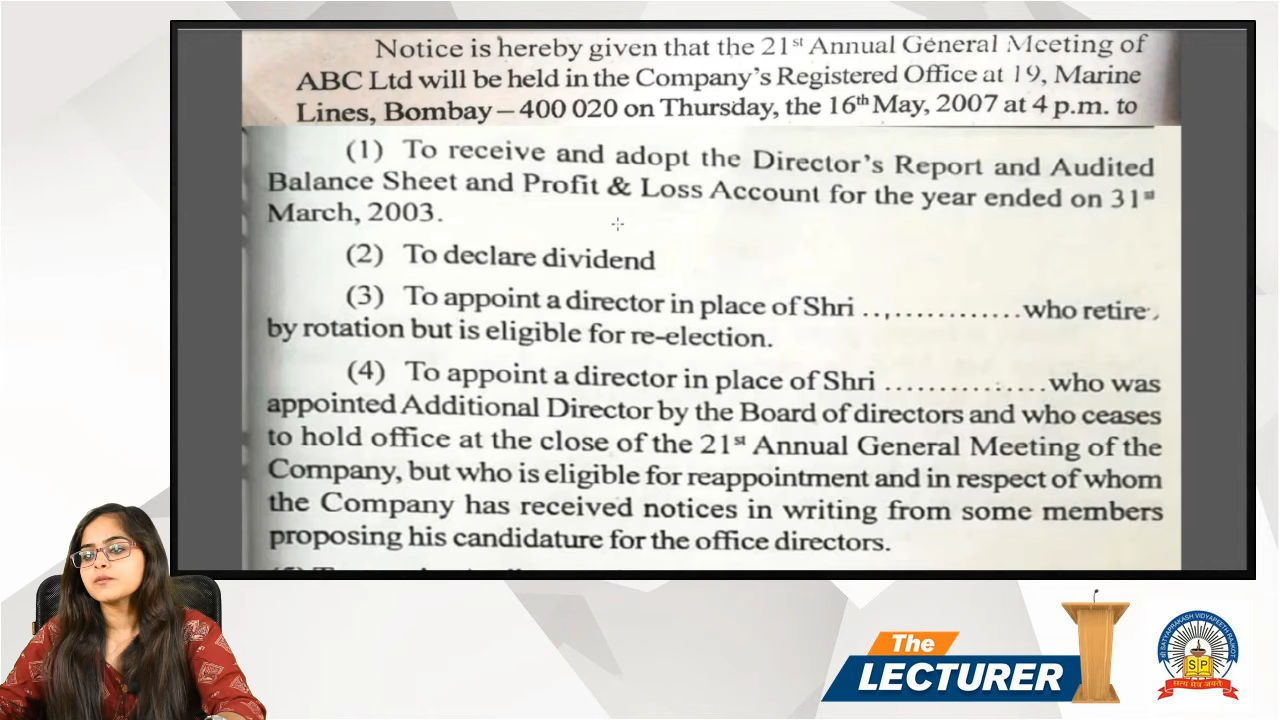 Notice is hereby given that the 21st Annual General Meeting of
ABC Ltd will be held in the Company's Registered Office at 19, Marine
Lines, Bombay – 400 020 on Thursday, the 16th May, 2007 at 4 p.m. to
(1) To receive and adopt the Director's Report and Audited
Balance Sheet and Profit & Loss Account for the year ended on 31st
March, 2003.
(2) To declare dividend
(3) To appoint a director in place of Shri ................. who retire
by rotation but is eligible for re-election.
(4) To appoint a director in place of Shri ................. who was
appointed Additional Director by the Board of directors and who ceases
to hold office at the close of the 21st Annual General Meeting of the
Company, but who is eligible for reappointment and in respect of whom
the Company has received notices in writing from some members
proposing his candidature for the office directors.
The
LECTURER
SP
सत्य मेव जयते